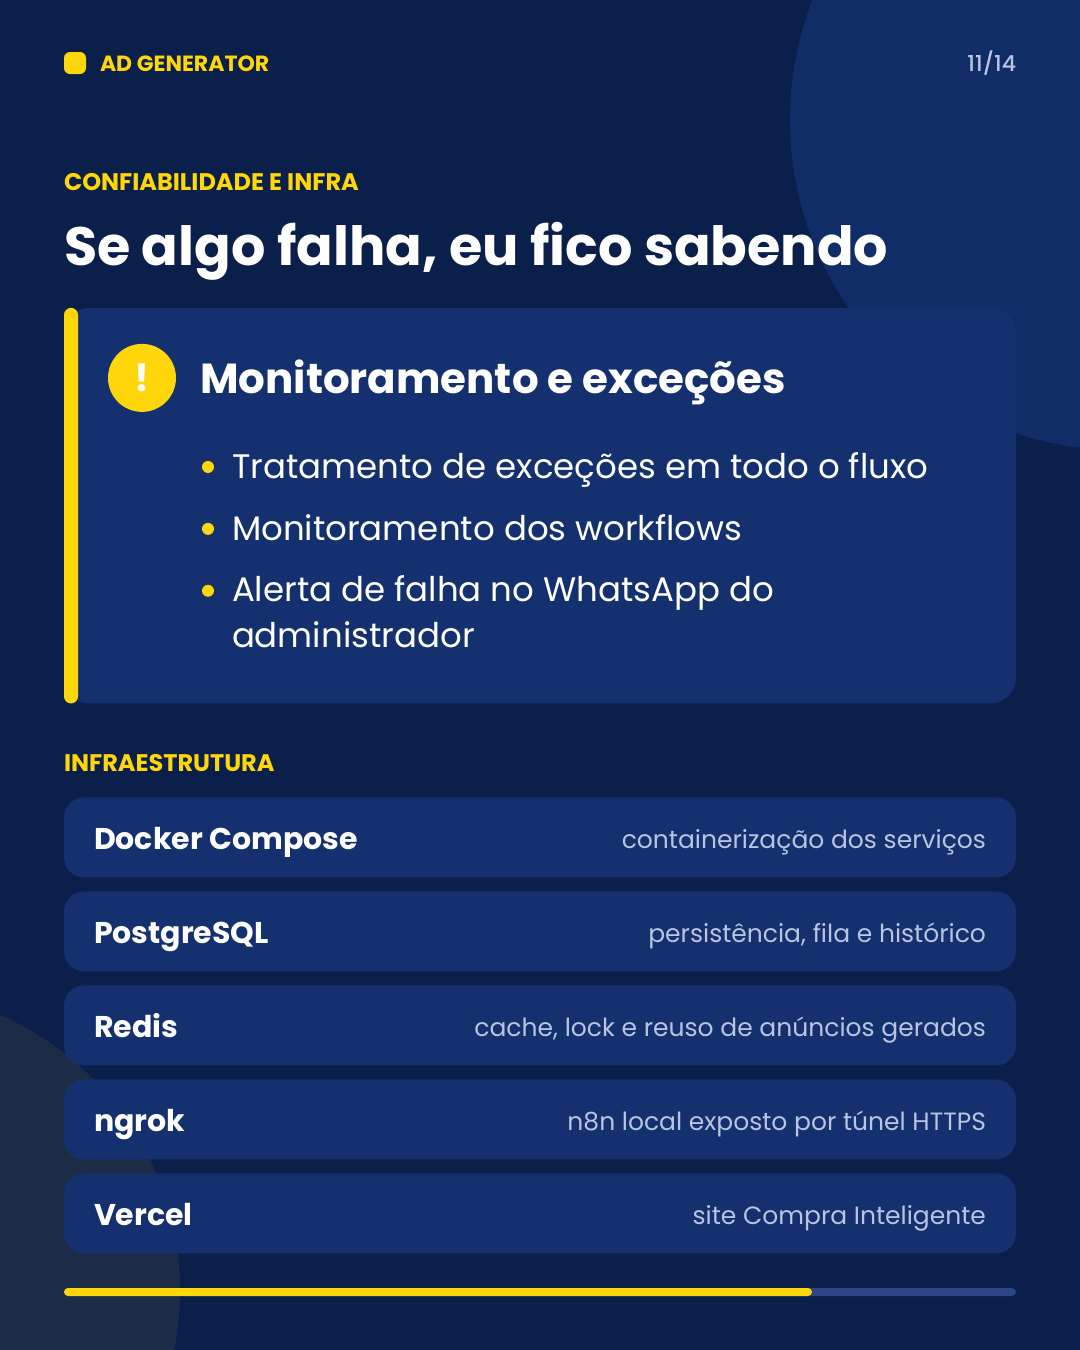 AD GENERATOR
11/14
CONFIABILIDADE E INFRA
Se algo falha, eu fico sabendo
!
Monitoramento e exceções
• Tratamento de exceções em todo o fluxo
• Monitoramento dos workflows
• Alerta de falha no WhatsApp do
administrador
INFRAESTRUTURA
Docker Compose
containerização dos serviços
PostgreSQL
persistência, fila e histórico
Redis
cache, lock e reuso de anúncios gerados
ngrok
n8n local exposto por túnel HTTPS
Vercel
site Compra Inteligente